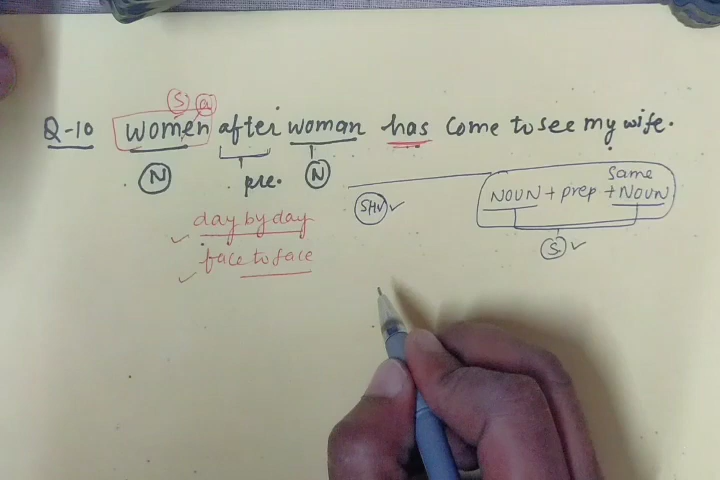 S a
Q-10 women after woman has come to see my wife.
N pre. N
same
NOUN + prep + NOUN
SHV ✓
S ✓
day by day
✓
face to face
✓